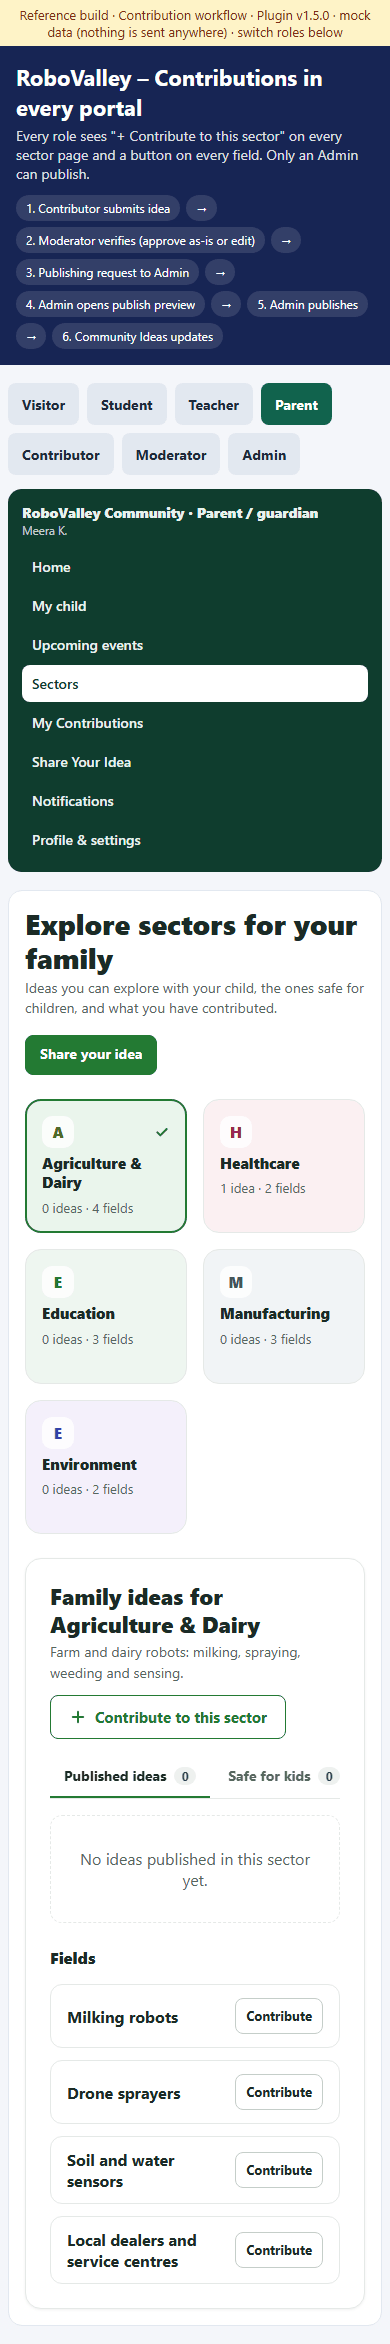 Reference build · Contribution workflow · Plugin v1.5.0 · mock
data (nothing is sent anywhere) · switch roles below
RoboValley – Contributions in
every portal
Every role sees "+ Contribute to this sector" on every
sector page and a button on every field. Only an Admin
can publish.
1. Contributor submits idea →
2. Moderator verifies (approve as-is or edit) →
3. Publishing request to Admin →
4. Admin opens publish preview → 5. Admin publishes
→ 6. Community Ideas updates
Visitor Student Teacher Parent
Contributor Moderator Admin
RoboValley Community · Parent / guardian
Meera K.
Home
My child
Upcoming events
Sectors
My Contributions
Share Your Idea
Notifications
Profile & settings
Explore sectors for your
family
Ideas you can explore with your child, the ones safe for
children, and what you have contributed.
Share your idea
A ✓
Agriculture &
Dairy
0 ideas · 4 fields
H
Healthcare
1 idea · 2 fields
E
Education
0 ideas · 3 fields
M
Manufacturing
0 ideas · 3 fields
E
Environment
0 ideas · 2 fields
Family ideas for
Agriculture & Dairy
Farm and dairy robots: milking, spraying,
weeding and sensing.
+ Contribute to this sector
Published ideas 0 Safe for kids 0
No ideas published in this sector
yet.
Fields
Milking robots Contribute
Drone sprayers Contribute
Soil and water
sensors
Contribute
Local dealers and
service centres
Contribute